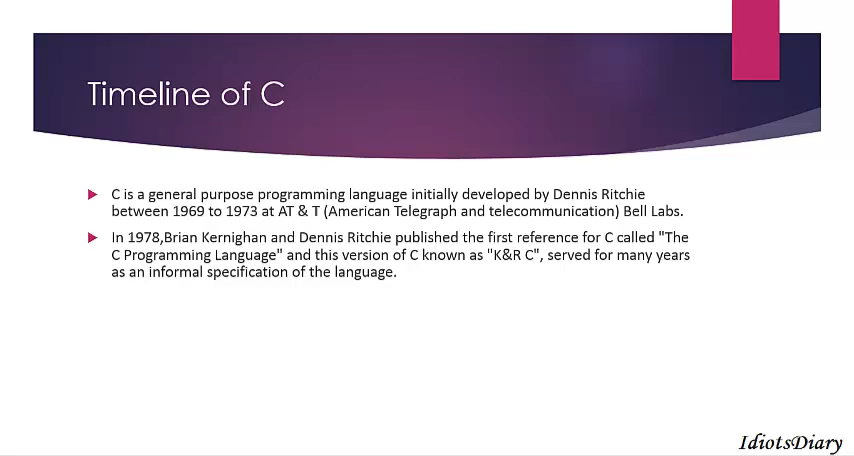 Timeline of C
C is a general purpose programming language initially developed by Dennis Ritchie
between 1969 to 1973 at AT & T (American Telegraph and telecommunication) Bell Labs.
In 1978,Brian Kernighan and Dennis Ritchie published the first reference for C called "The
C Programming Language" and this version of C known as "K&R C", served for many years
as an informal specification of the language.
IdiotsDiary